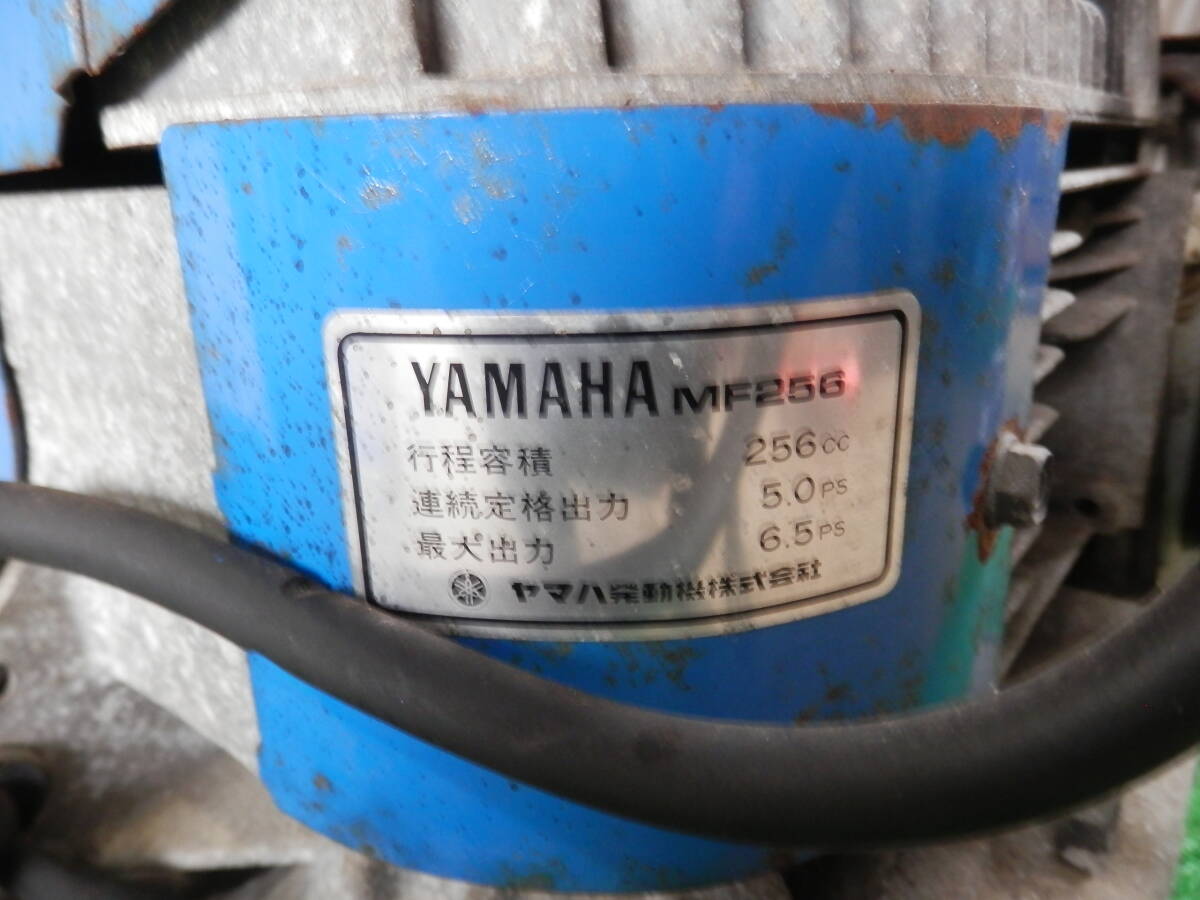 YAMAHA MF256
行程容積 256cc
連続定格出力 5.0PS
最大出力 6.5PS
ヤマハ発動機株式会社